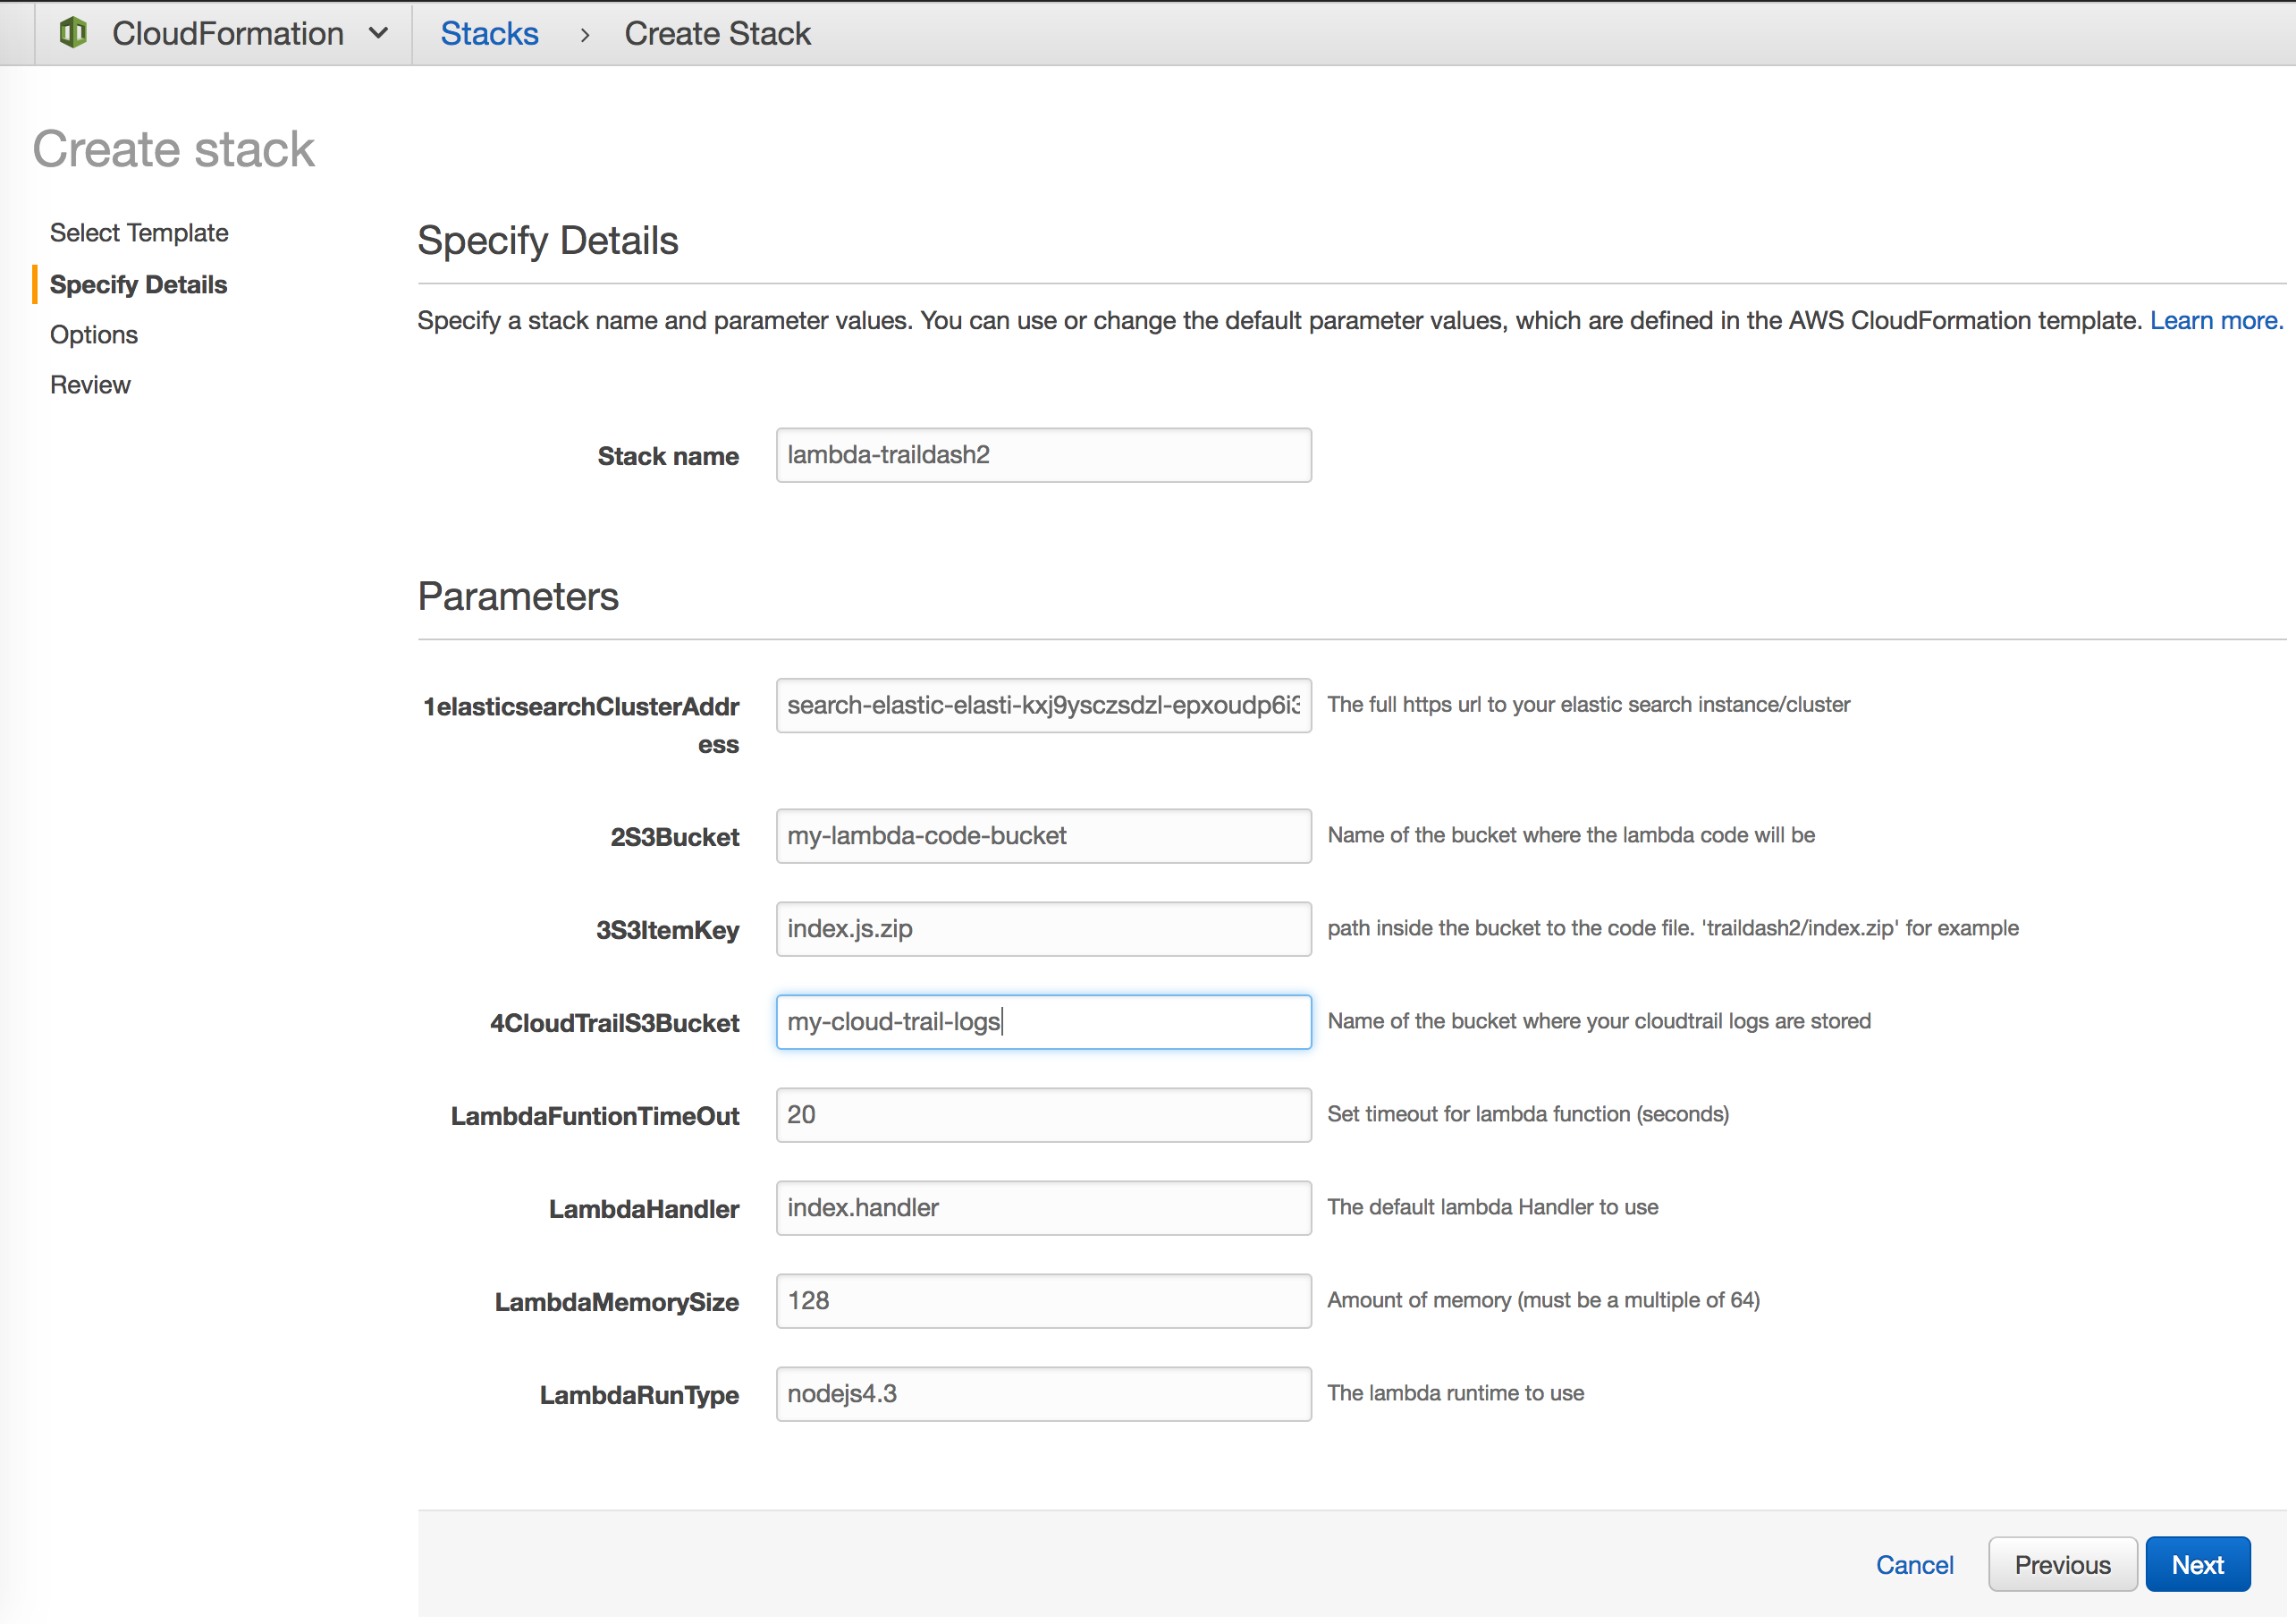 CloudFormation Stacks › Create Stack
Create stack
Select Template
Specify Details
Options
Review
Specify Details
Specify a stack name and parameter values. You can use or change the default parameter values, which are defined in the AWS CloudFormation template. Learn more.
Stack name lambda-traildash2
Parameters
1elasticsearchClusterAddr
ess
search-elastic-elasti-kxj9ysczsdzl-epxoudp6i3 The full https url to your elastic search instance/cluster
2S3Bucket my-lambda-code-bucket Name of the bucket where the lambda code will be
3S3ItemKey index.js.zip path inside the bucket to the code file. 'traildash2/index.zip' for example
4CloudTrailS3Bucket my-cloud-trail-logs Name of the bucket where your cloudtrail logs are stored
LambdaFuntionTimeOut 20 Set timeout for lambda function (seconds)
LambdaHandler index.handler The default lambda Handler to use
LambdaMemorySize 128 Amount of memory (must be a multiple of 64)
LambdaRunType nodejs4.3 The lambda runtime to use
Cancel Previous Next